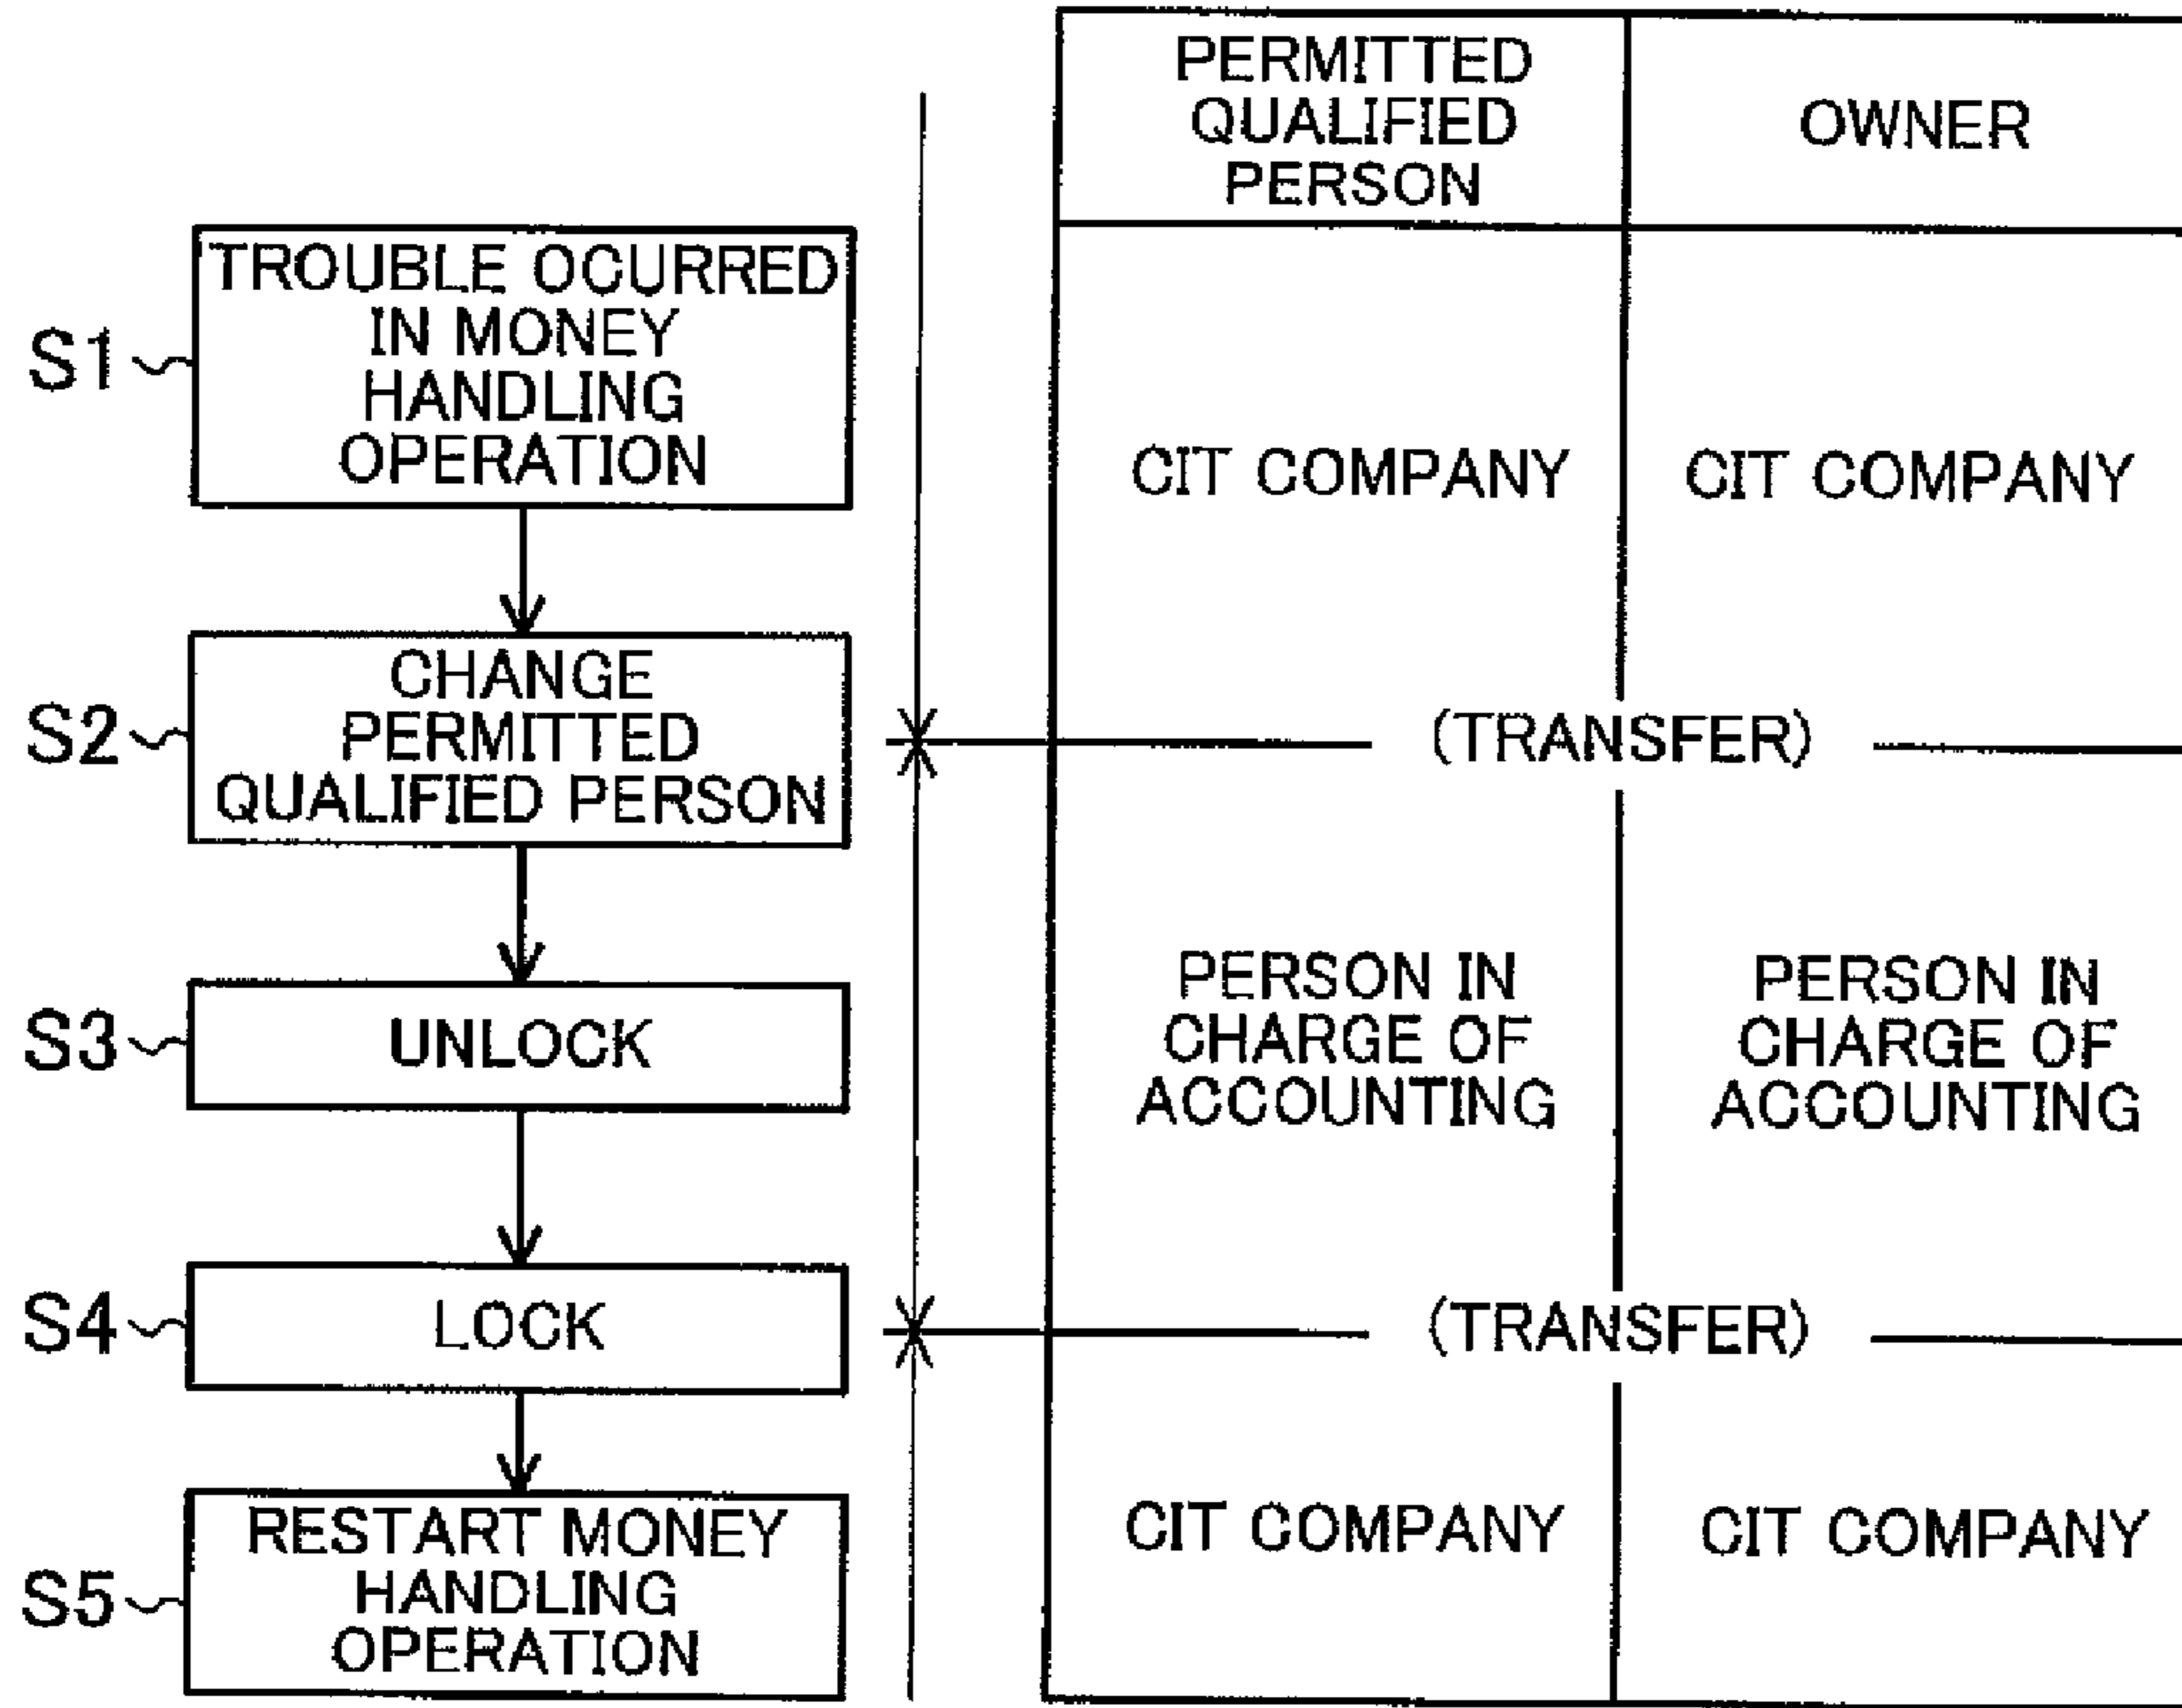 PERMITTED
QUALIFIED
PERSON
OWNER
S1
TROUBLE OCURRED
IN MONEY
HANDLING
OPERATION
CIT COMPANY
CIT COMPANY
S2
CHANGE
PERMITTED
QUALIFIED PERSON
(TRANSFER)
S3
UNLOCK
PERSON IN
CHARGE OF
ACCOUNTING
PERSON IN
CHARGE OF
ACCOUNTING
S4
LOCK
(TRANSFER)
S5
RESTART MONEY
HANDLING
OPERATION
CIT COMPANY
CIT COMPANY